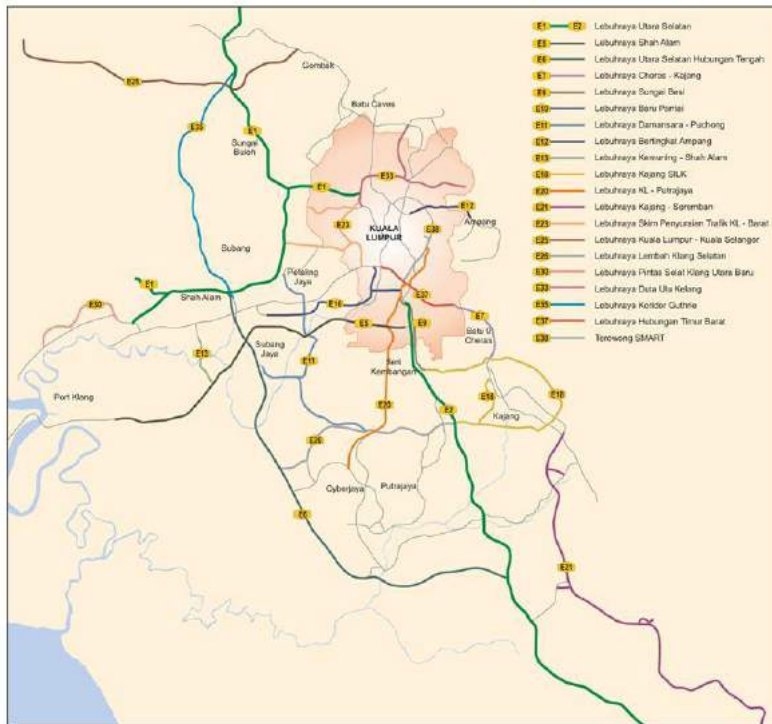 E1 E2 Lebuhraya Utara Selatan
E5 Lebuhraya Shah Alam
E6 Lebuhraya Utara Selatan Hubungan Tengah
E7 Lebuhraya Cheras - Kajang
E9 Lebuhraya Sungai Besi
E10 Lebuhraya Baru Pantai
E11 Lebuhraya Damansara - Puchong
E12 Lebuhraya Bertingkat Ampang
E13 Lebuhraya Kemuning - Shah Alam
E18 Lebuhraya Kajang SILK
E20 Lebuhraya KL - Putrajaya
E21 Lebuhraya Kajang - Seremban
E23 Lebuhraya Skim Penyuraian Trafik KL - Barat
E25 Lebuhraya Kuala Lumpur - Kuala Selangor
E26 Lebuhraya Lembah Klang Selatan
E30 Lebuhraya Pintas Selat Klang Utara Baru
E33 Lebuhraya Duta Ulu Kelang
E35 Lebuhraya Koridor Guthrie
E37 Lebuhraya Hubungan Timur Barat
E38 Terowong SMART
Gombak
E25
Batu Caves
E35
E1
Sungai
Buloh
E33
E1
E12
E23
KUALA
LUMPUR
E38
Ampang
Subang
Petaling
Jaya
E1
Shah Alam
E30
E10
E37
E7
E5
E9
Batu 9
Cheras
E13
Subang
Jaya
E11
Seri
Kembangan
Port Klang
E18
E18
E20
E2
Kajang
E26
Cyberjaya
Putrajaya
E6
E21